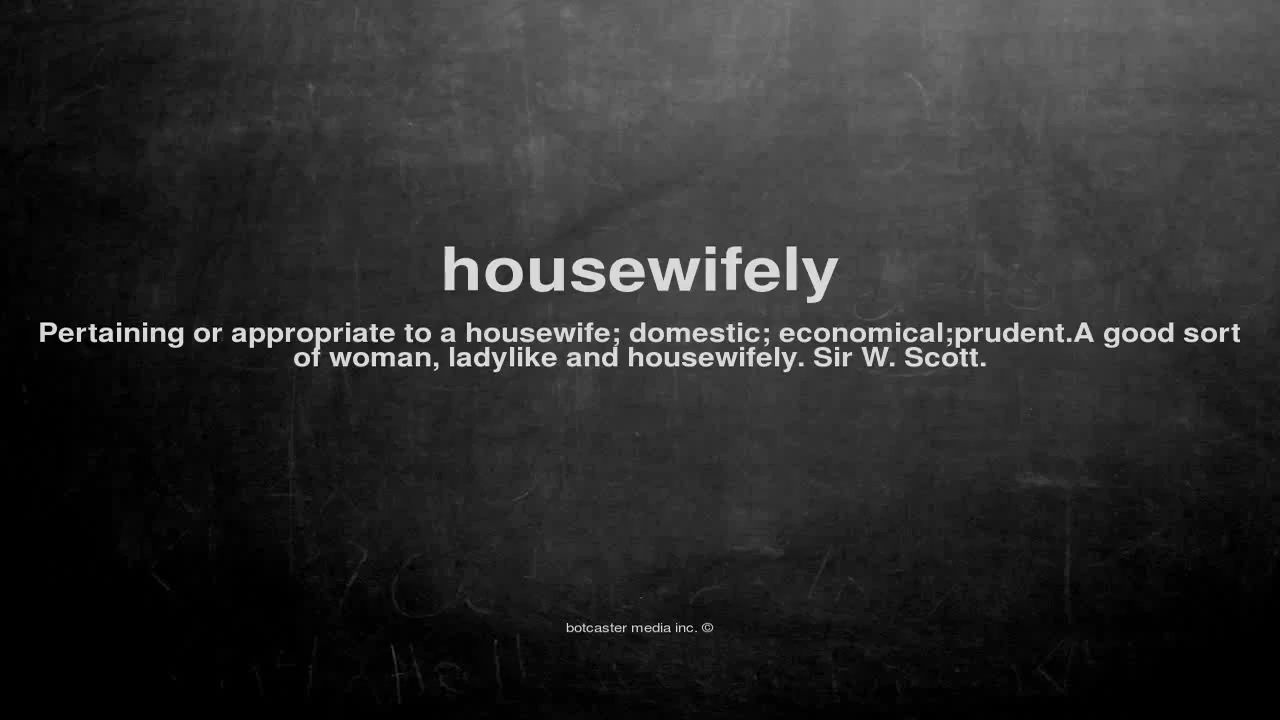 housewifely
Pertaining or appropriate to a housewife; domestic; economical;prudent.A good sort
of woman, ladylike and housewifely. Sir W. Scott.
botcaster media inc. ©